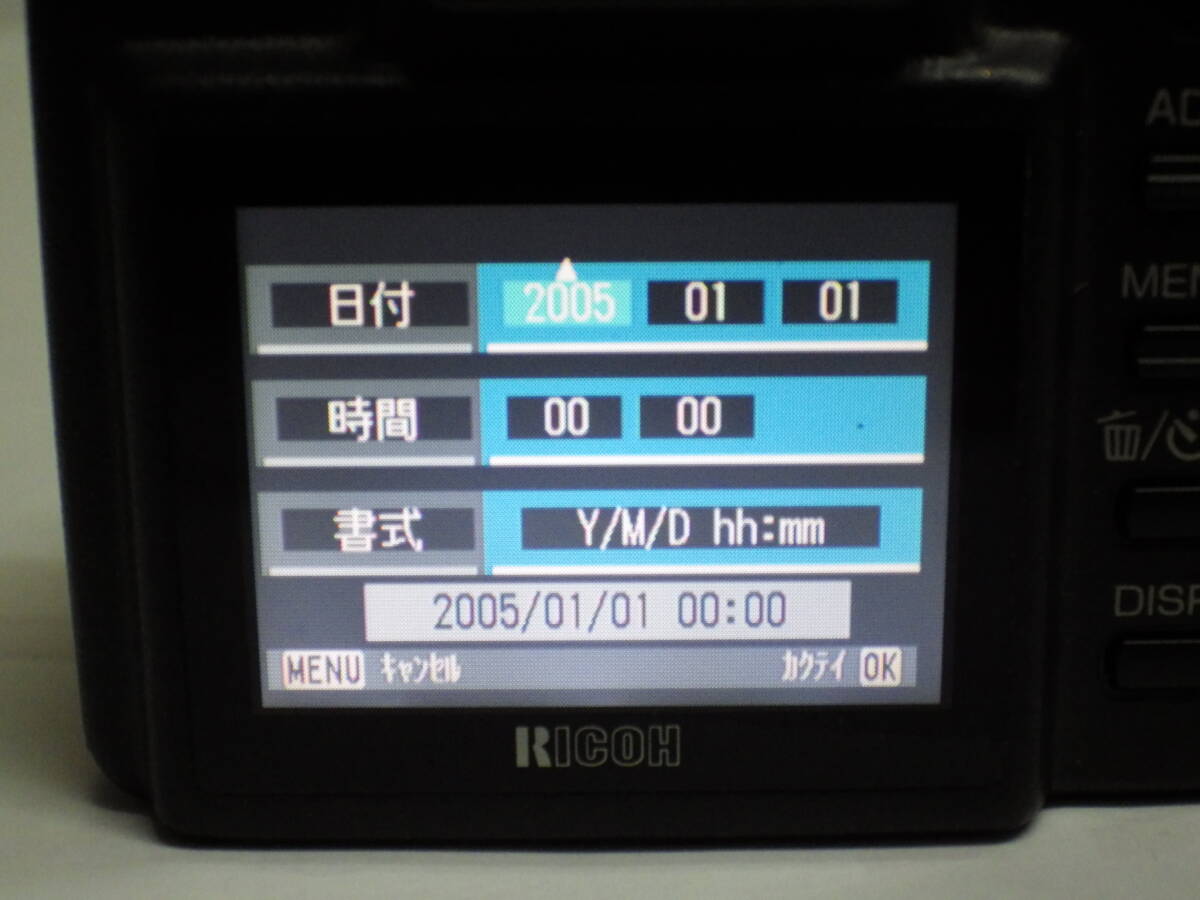 日付 2005 01 01
時間 00 00
書式 Y/M/D hh:mm
2005/01/01 00:00
MENU ｷｬﾝｾﾙ ｶｸﾃｲ OK
RICOH